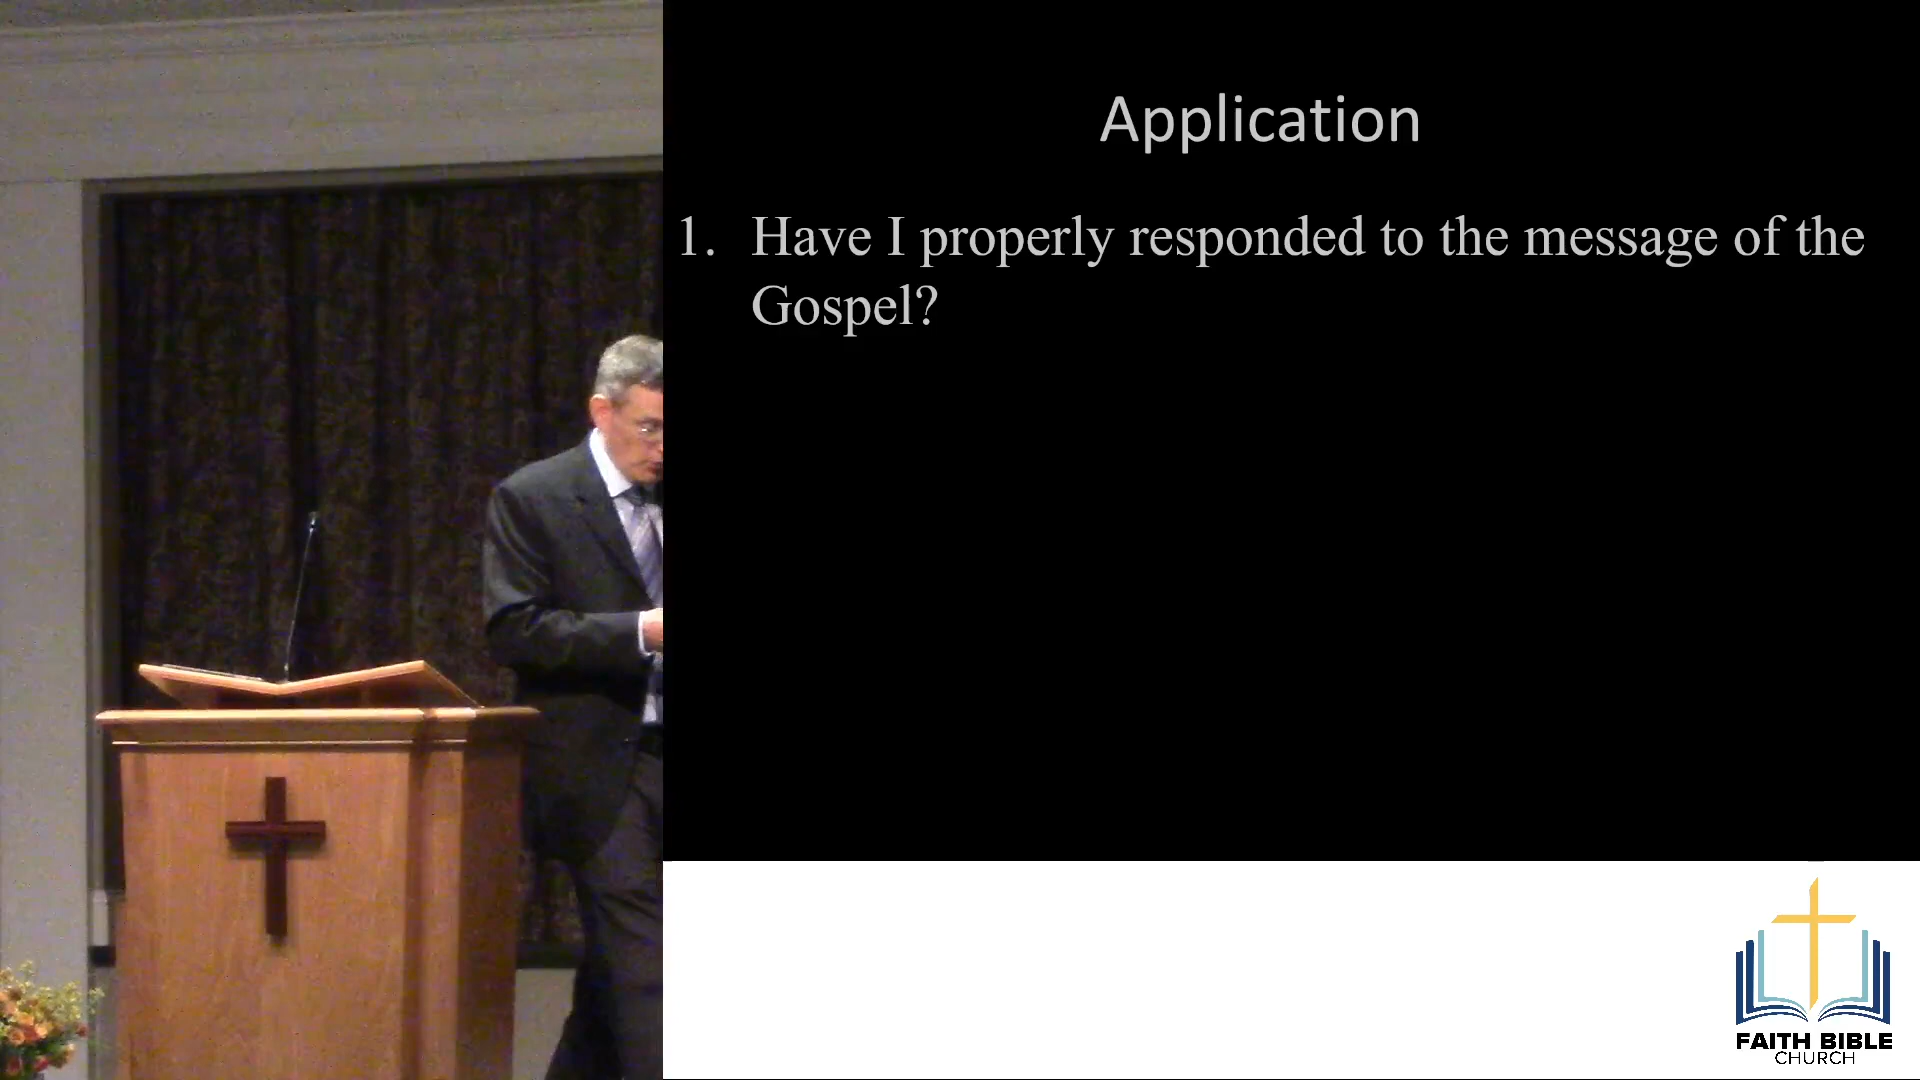 Application
1. Have I properly responded to the message of the
Gospel?
FAITH BIBLE
CHURCH